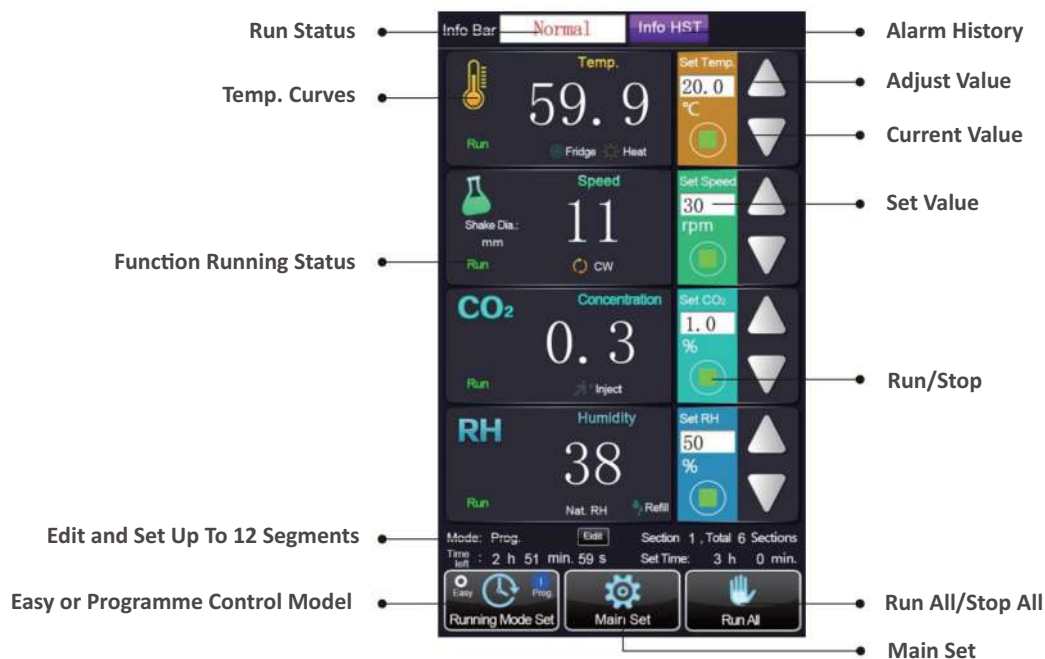 Info Bar Normal Info HST
Run Status
Alarm History
Temp.
59. 9
Run
Fridge Heat
Set Temp.
20. 0
℃
Temp. Curves
Adjust Value
Current Value
Speed
11
Shake Dia.:
mm
Run
CW
Set Speed
30
rpm
Set Value
Function Running Status
CO₂
Concentration
0. 3
Run
Inject
Set CO₂
1. 0
%
Run/Stop
RH
Humidity
38
Run
Nat. RH
Refill
Set RH
50
%
Edit and Set Up To 12 Segments
Mode: Prog. Edit Section 1 , Total 6 Sections
Time left : 2 h 51 min. 59 s Set Time: 3 h 0 min.
Easy or Programme Control Model
Easy
I
Prog.
Running Mode Set
Main Set
Run All
Run All/Stop All
Main Set